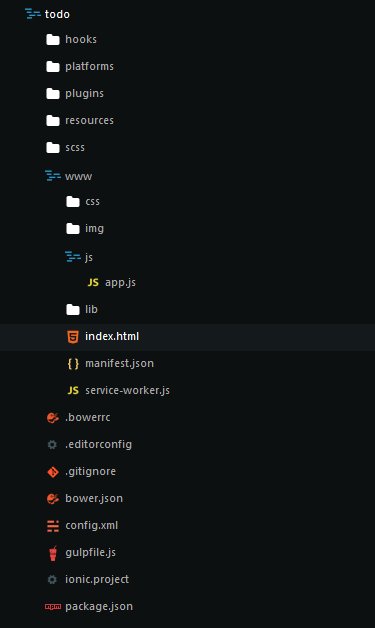 todo
hooks
platforms
plugins
resources
scss
www
css
img
js
JS app.js
lib
index.html
{ } manifest.json
JS service-worker.js
.bowerrc
.editorconfig
.gitignore
bower.json
config.xml
gulpfile.js
ionic.project
npm package.json